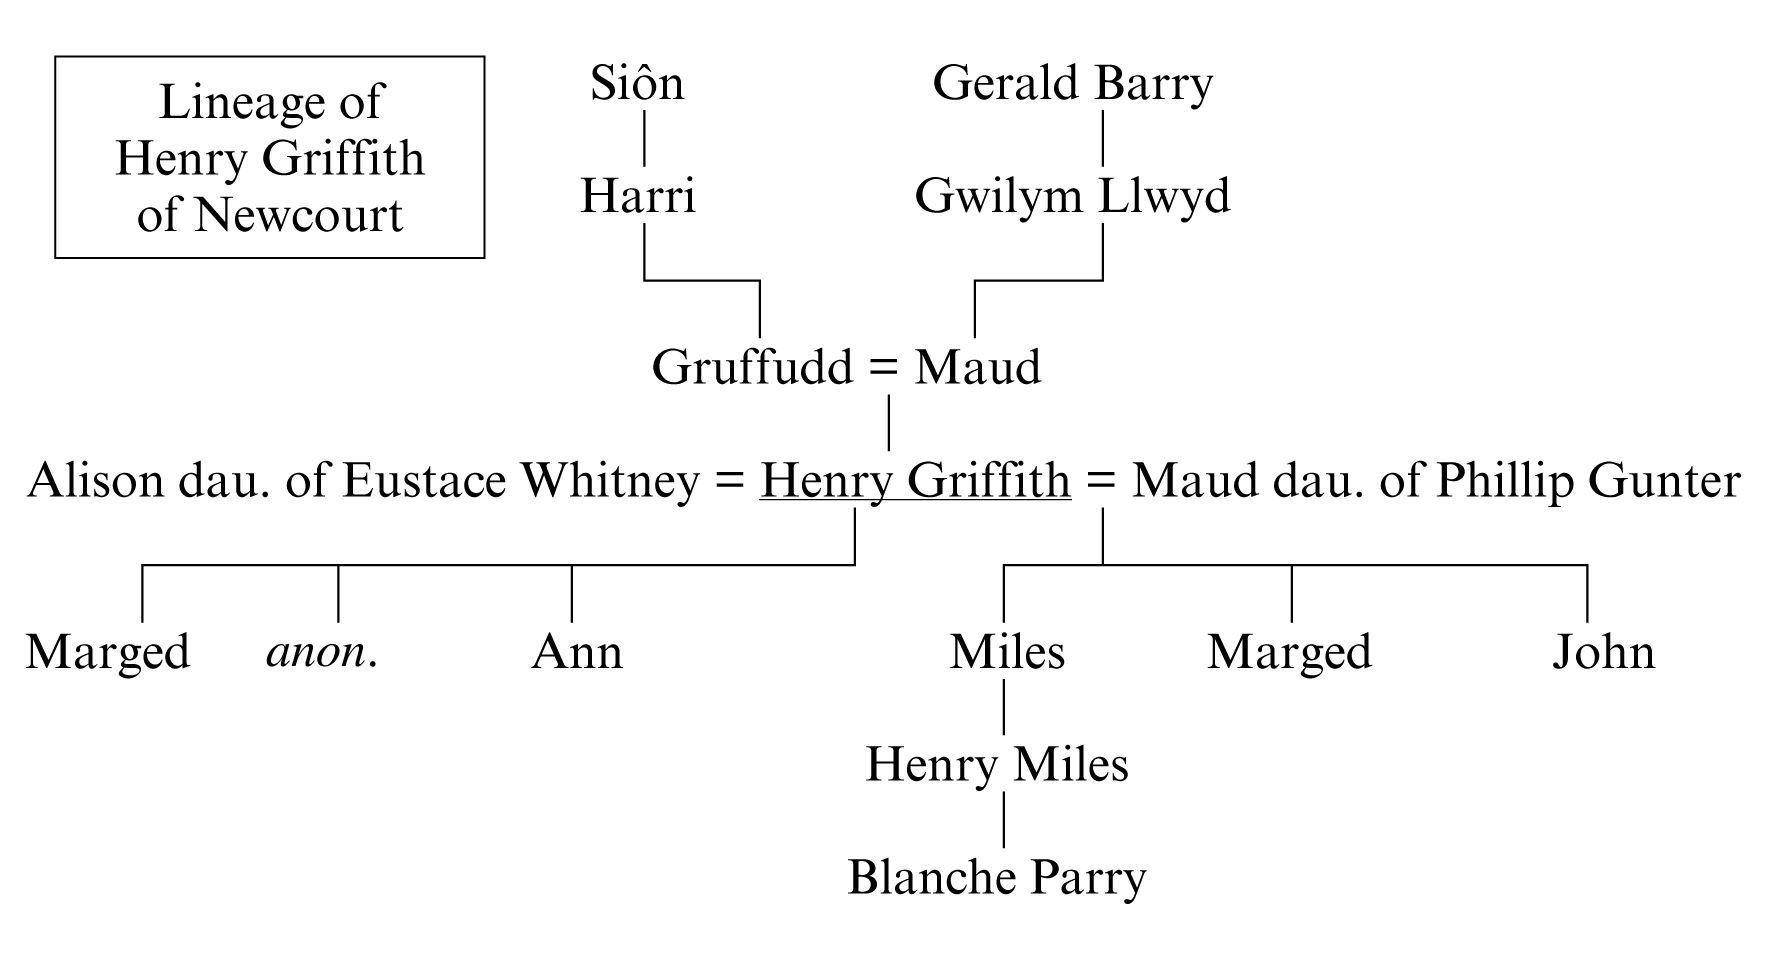 Lineage of
Henry Griffith
of Newcourt
Siôn
Gerald Barry
Harri
Gwilym Llwyd
Gruffudd = Maud
Alison dau. of Eustace Whitney = Henry Griffith = Maud dau. of Phillip Gunter
Marged
anon.
Ann
Miles
Marged
John
Henry Miles
Blanche Parry